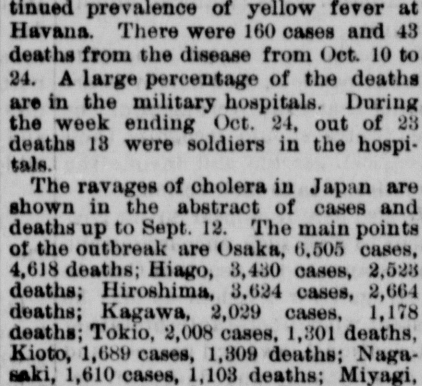 tinued prevalence of yellow fever at
Havana. There were 160 cases and 43
deaths from the disease from Oct. 10 to
24. A large percentage of the deaths
are in the military hospitals. During
the week ending Oct. 24, out of 23
deaths 13 were soldiers in the hospi-
tals.
The ravages of cholera in Japan are
shown in the abstract of cases and
deaths up to Sept. 12. The main points
of the outbreak are Osaka, 6,505 cases,
4,618 deaths; Hiago, 3,430 cases, 2,523
deaths; Hiroshima, 3,624 cases, 2,664
deaths; Kagawa, 2,029 cases, 1,178
deaths; Tokio, 2,008 cases, 1,301 deaths,
Kioto, 1,689 cases, 1,309 deaths; Naga-
saki, 1,610 cases, 1,103 deaths; Miyagi,